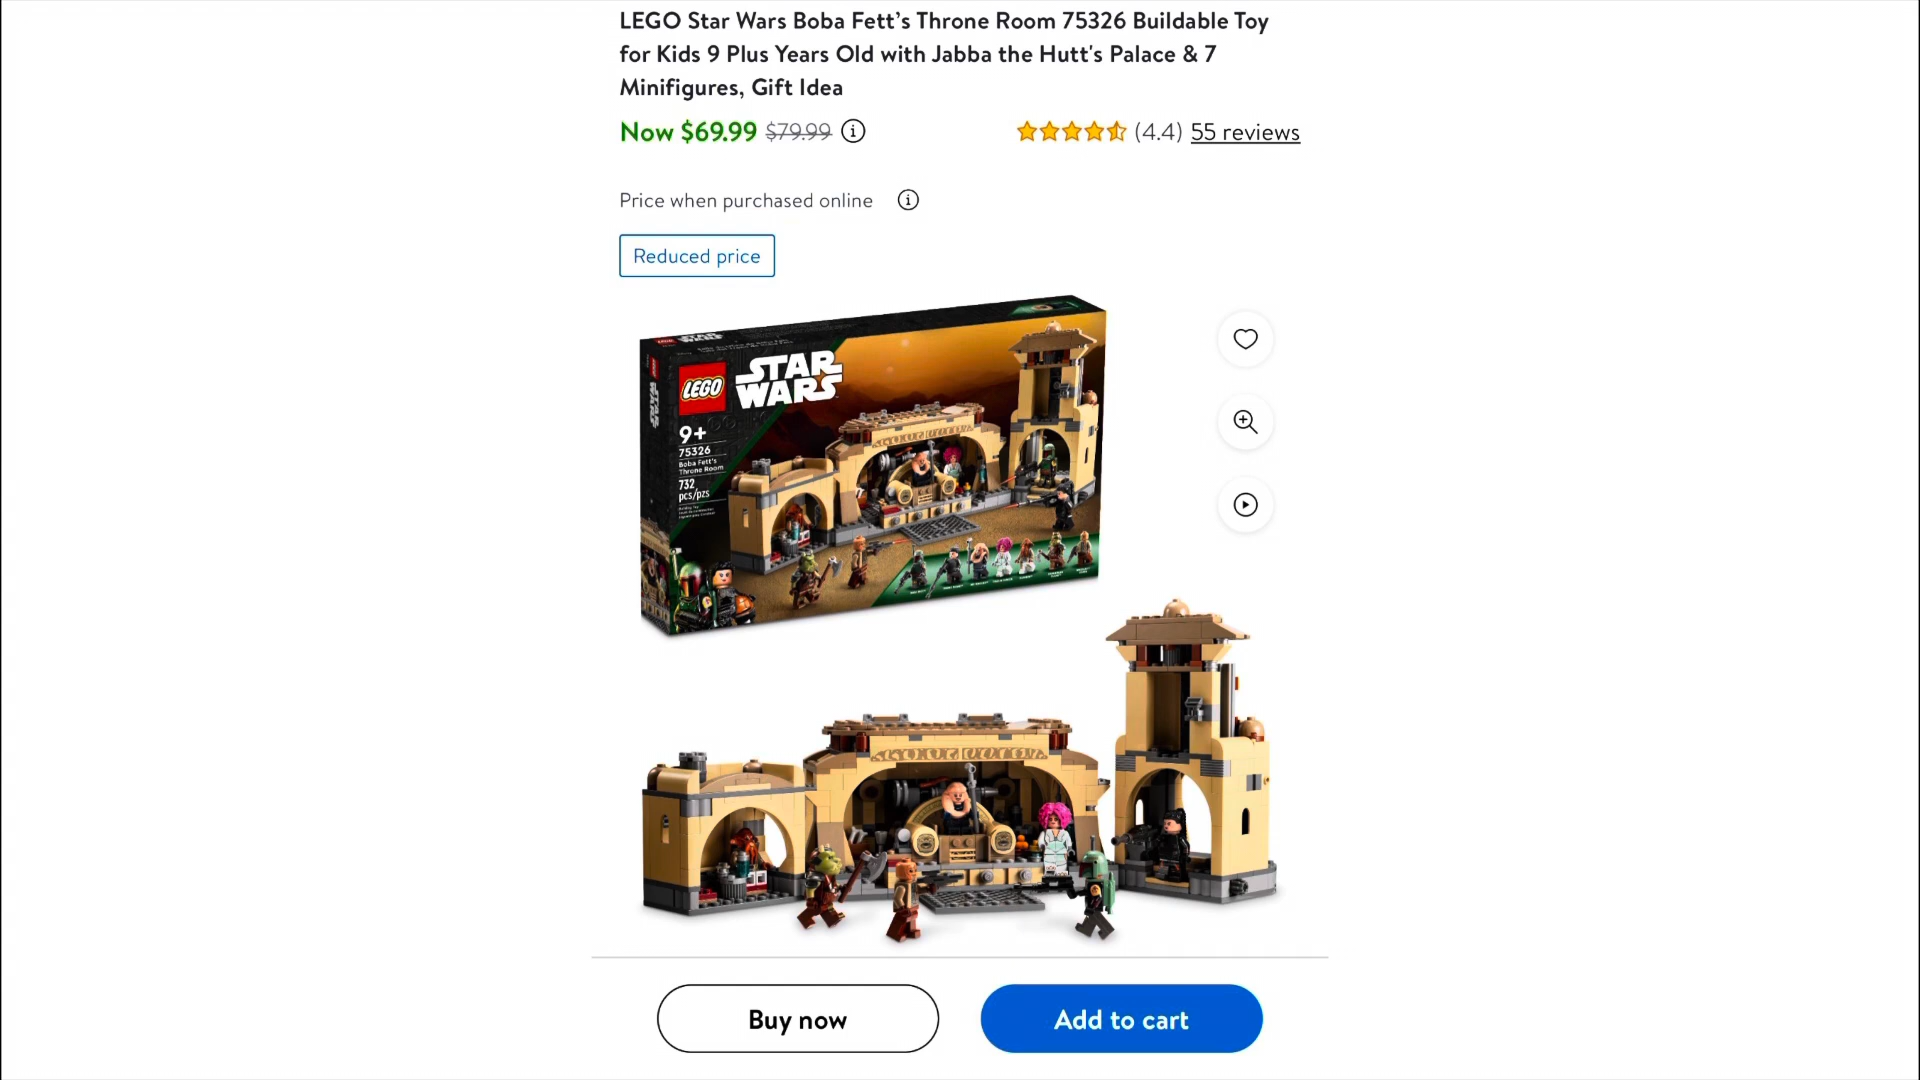 LEGO Star Wars Boba Fett’s Throne Room 75326 Buildable Toy
for Kids 9 Plus Years Old with Jabba the Hutt's Palace & 7
Minifigures, Gift Idea
Now $69.99 $79.99
(4.4) 55 reviews
Price when purchased online
Reduced price
LEGO
STAR
WARS
9+
75326
Boba Fett's
Throne Room
732
pcs/pzs
Buy now
Add to cart